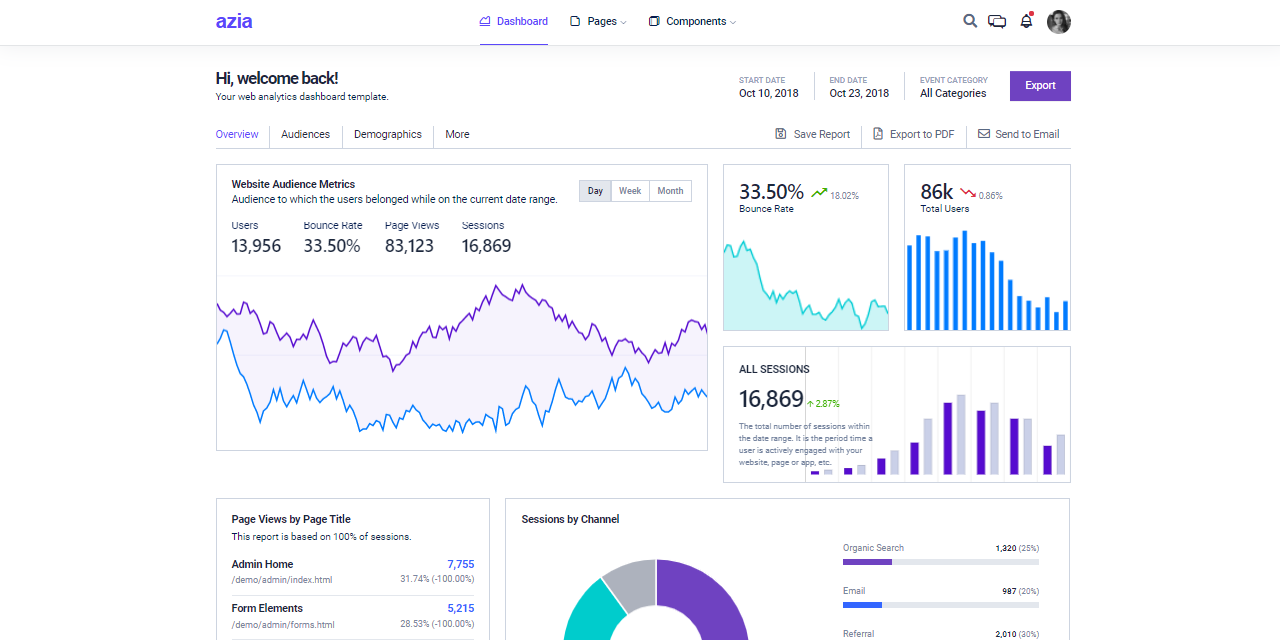 azia
Dashboard
Pages
Components
Hi, welcome back!
Your web analytics dashboard template.
START DATE
Oct 10, 2018
END DATE
Oct 23, 2018
EVENT CATEGORY
All Categories
Export
Overview
Audiences
Demographics
More
Save Report
Export to PDF
Send to Email
Website Audience Metrics
Audience to which the users belonged while on the current date range.
Day
Week
Month
Users
13,956
Bounce Rate
33.50%
Page Views
83,123
Sessions
16,869
33.50%
18.02%
Bounce Rate
86k
0.86%
Total Users
ALL SESSIONS
16,869
2.87%
The total number of sessions within
the date range. It is the period time a
user is actively engaged with your
website, page or app, etc.
Page Views by Page Title
This report is based on 100% of sessions.
Admin Home
7,755
/demo/admin/index.html
31.74% (-100.00%)
Form Elements
5,215
/demo/admin/forms.html
28.53% (-100.00%)
Sessions by Channel
Organic Search
1,320 (25%)
Email
987 (20%)
Referral
2,010 (30%)